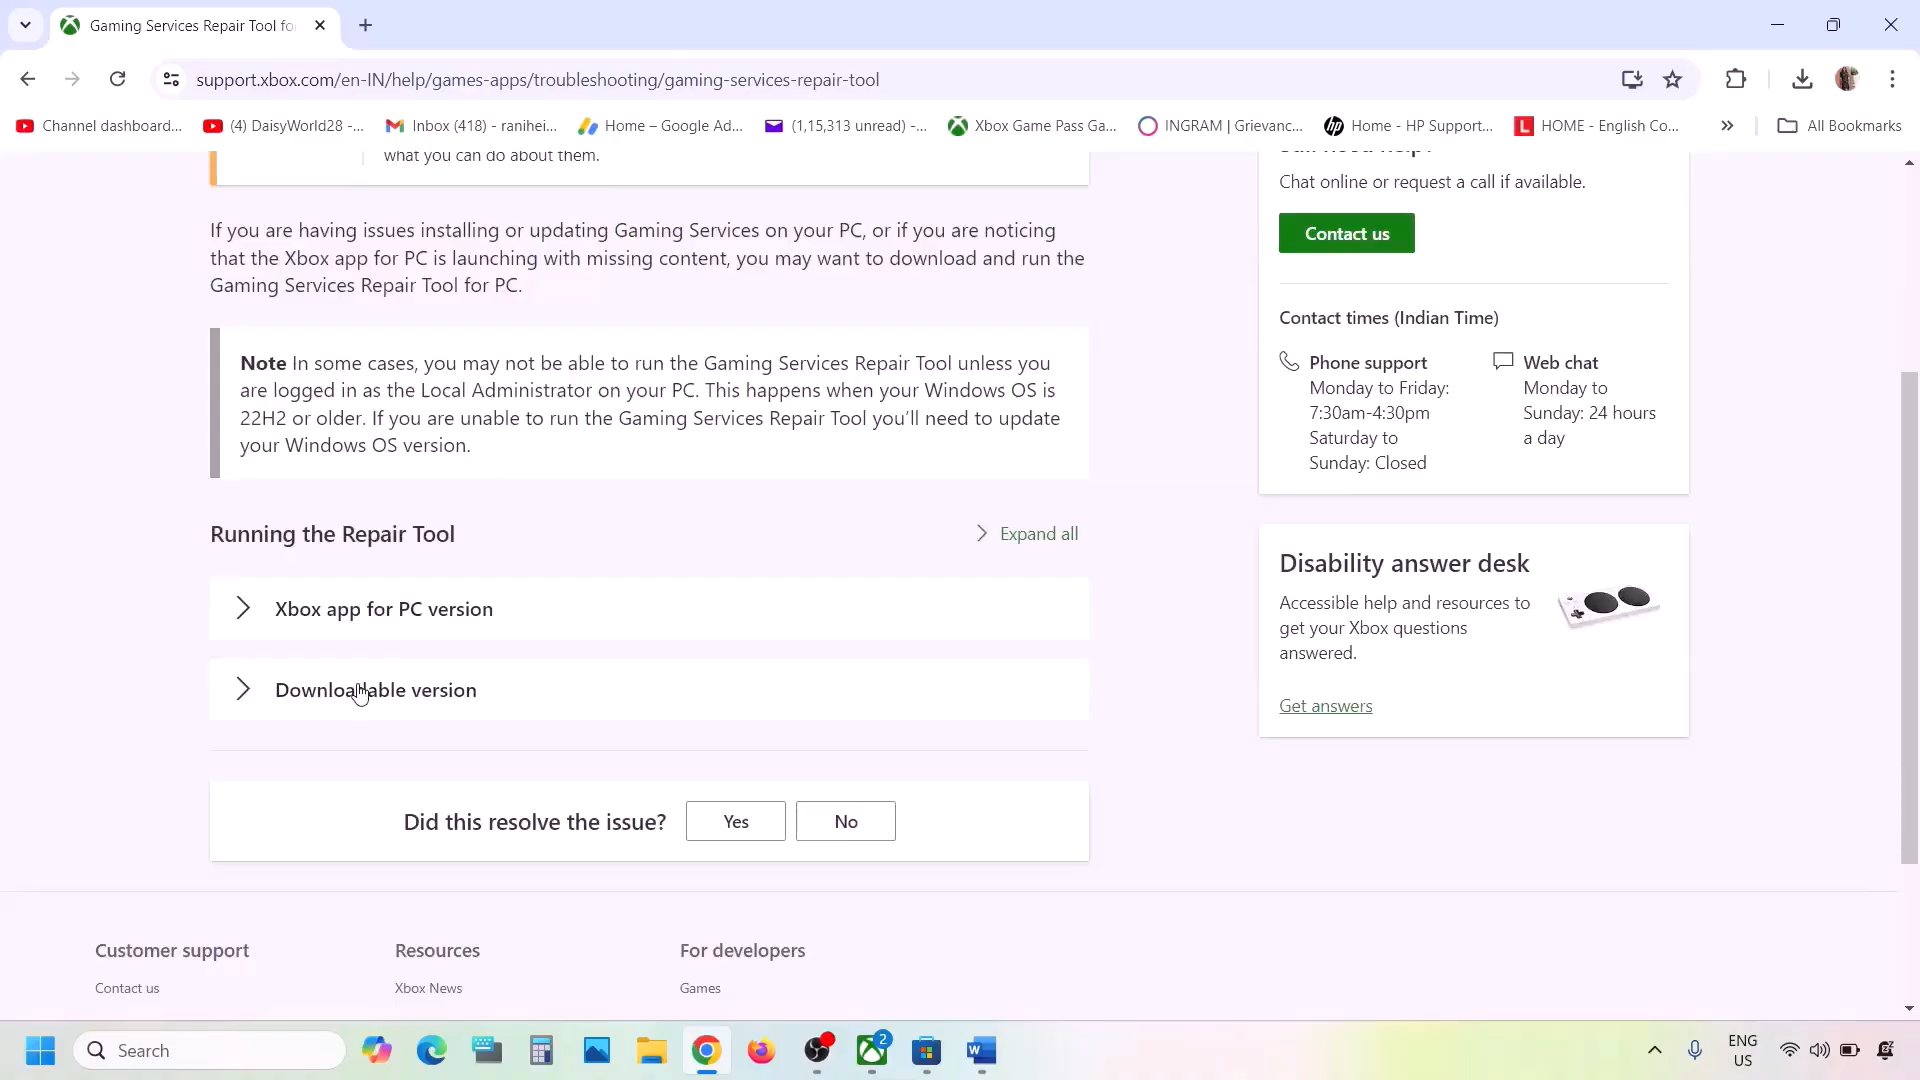 Gaming Services Repair Tool fo
support.xbox.com/en-IN/help/games-apps/troubleshooting/gaming-services-repair-tool
Channel dashboard...
(4) DaisyWorld28 -...
Inbox (418) - ranihei...
Home – Google Ad...
(1,15,313 unread) -...
Xbox Game Pass Ga...
INGRAM | Grievanc...
Home - HP Support...
HOME - English Co...
All Bookmarks
what you can do about them.
If you are having issues installing or updating Gaming Services on your PC, or if you are noticing
that the Xbox app for PC is launching with missing content, you may want to download and run the
Gaming Services Repair Tool for PC.
Note In some cases, you may not be able to run the Gaming Services Repair Tool unless you
are logged in as the Local Administrator on your PC. This happens when your Windows OS is
22H2 or older. If you are unable to run the Gaming Services Repair Tool you'll need to update
your Windows OS version.
Running the Repair Tool
Expand all
Xbox app for PC version
Downloadable version
Did this resolve the issue?
Yes
No
Chat online or request a call if available.
Contact us
Contact times (Indian Time)
Phone support
Monday to Friday:
7:30am-4:30pm
Saturday to
Sunday: Closed
Web chat
Monday to
Sunday: 24 hours
a day
Disability answer desk
Accessible help and resources to
get your Xbox questions
answered.
Get answers
Customer support
Resources
For developers
Contact us
Xbox News
Games
Search
2
ENG
US